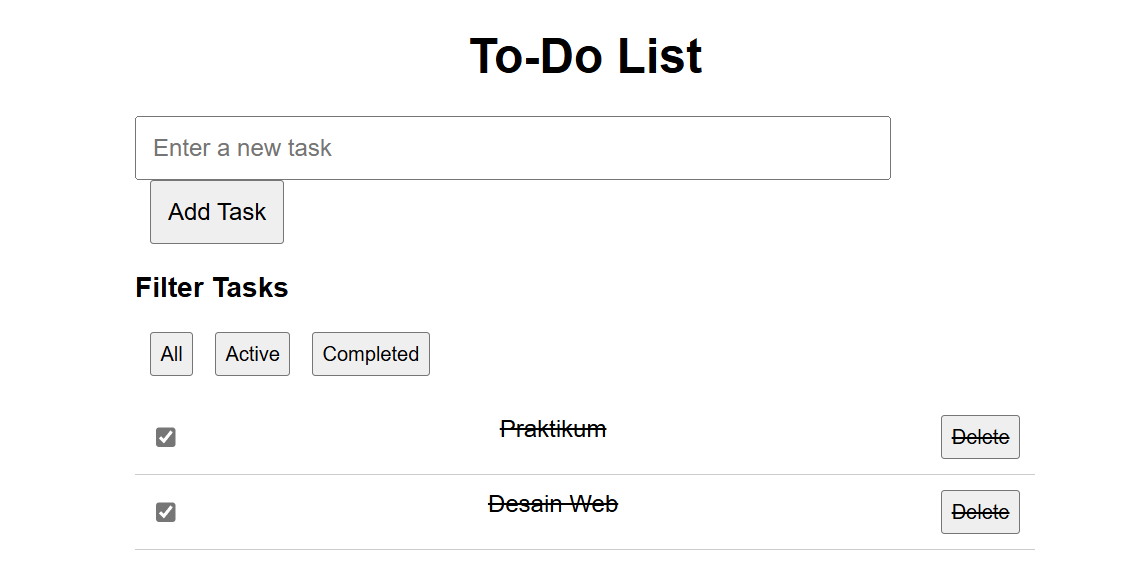 To-Do List
Enter a new task
Add Task
Filter Tasks
All Active Completed
Praktikum Delete
Desain Web Delete